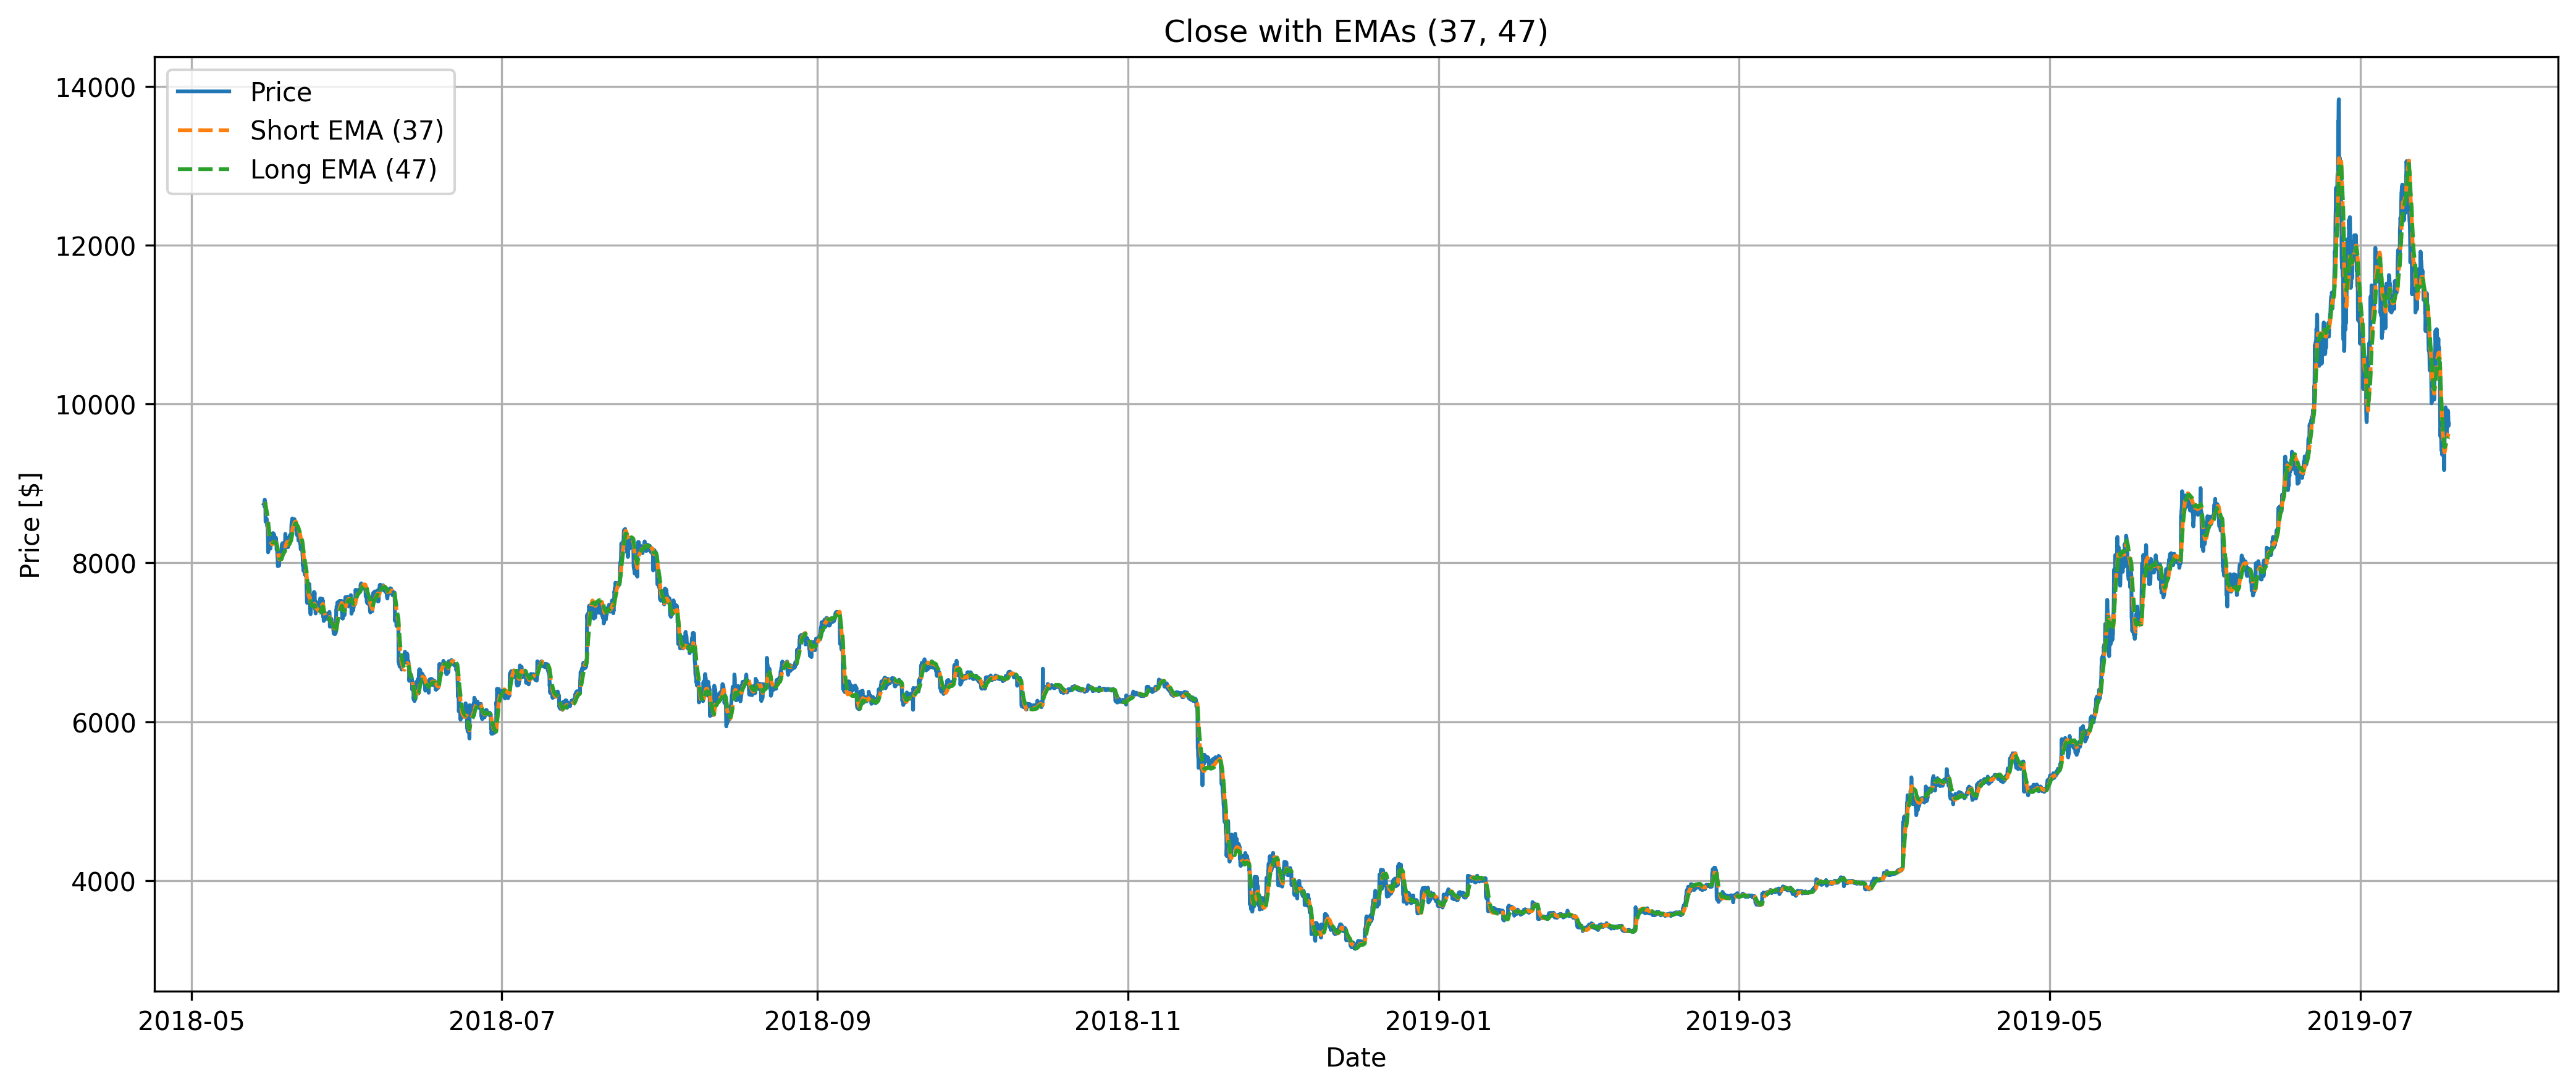 Close with EMAs (37, 47)
Price
Short EMA (37)
Long EMA (47)
14000
12000
10000
8000
6000
4000
Price [$]
2018-05
2018-07
2018-09
2018-11
2019-01
2019-03
2019-05
2019-07
Date